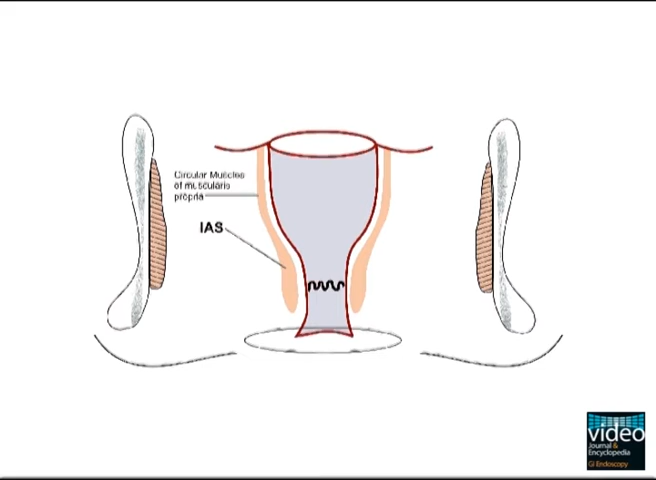 Circular Muscles
of muscularis
propria
IAS
video
Journal &
Encyclopedia
GI Endoscopy